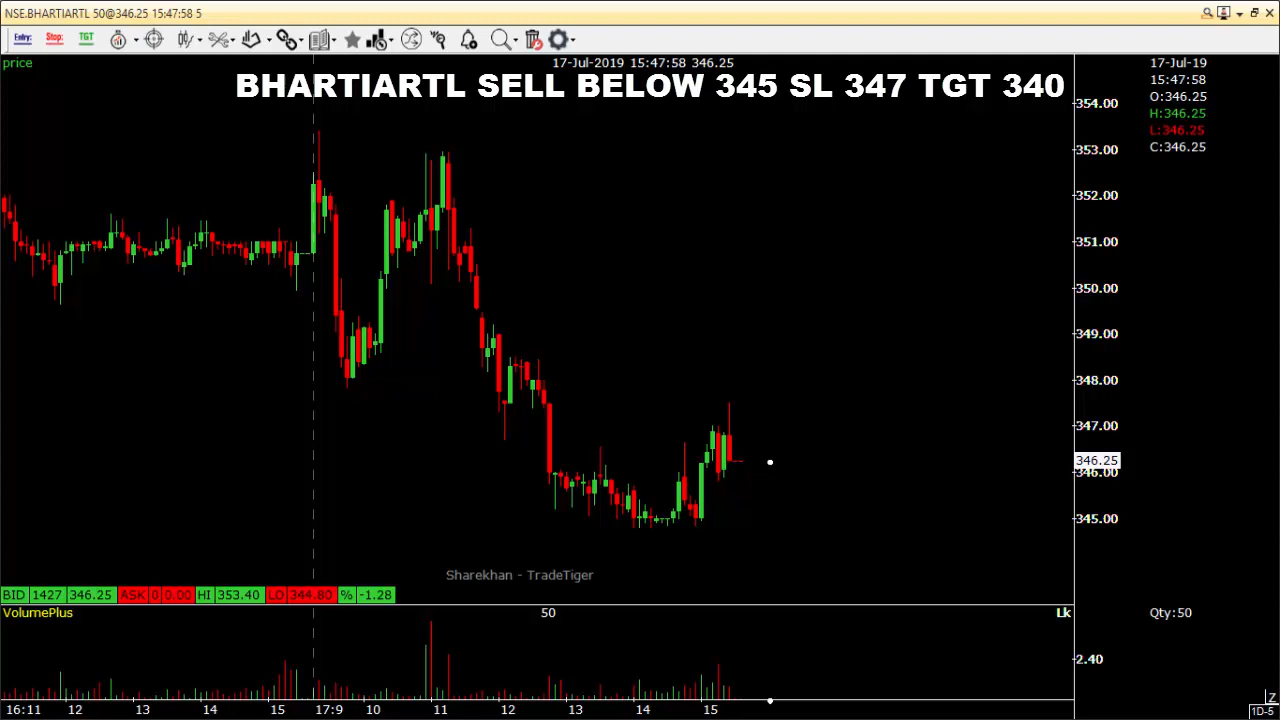 NSE.BHARTIARTL 50@346.25 15:47:58 5
Entry: Stop: TGT
price
17-Jul-2019 15:47:58 346.25
BHARTIARTL SELL BELOW 345 SL 347 TGT 340
17-Jul-19
15:47:58
O:346.25
H:346.25
L:346.25
C:346.25
354.00
353.00
352.00
351.00
350.00
349.00
348.00
347.00
346.25
346.00
345.00
Sharekhan - TradeTiger
BID 1427 346.25 ASK 0 0.00 HI 353.40 LO 344.80 % -1.28
VolumePlus 50 Lk
Qty:50
2.40
16:11 12 13 14 15 17:9 10 11 12 13 14 15
Z
1D-5